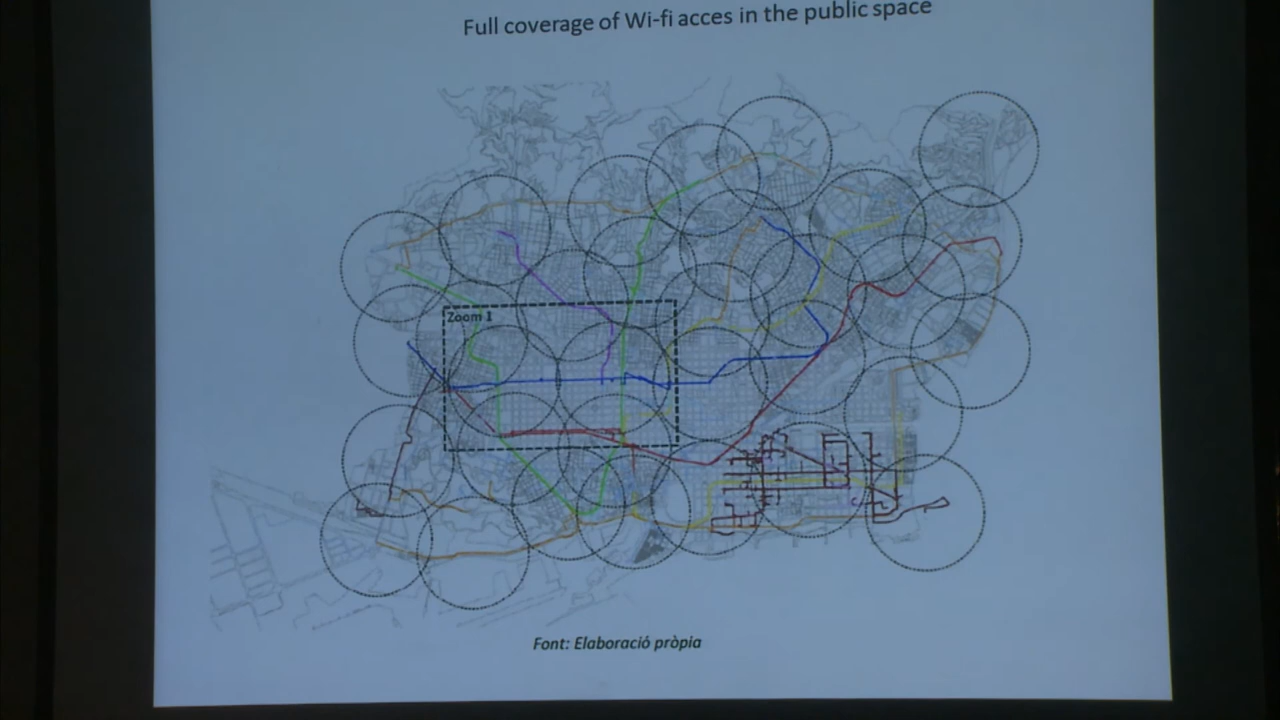 Full coverage of Wi-fi acces in the public space
Zoom 1
Font: Elaboració pròpia